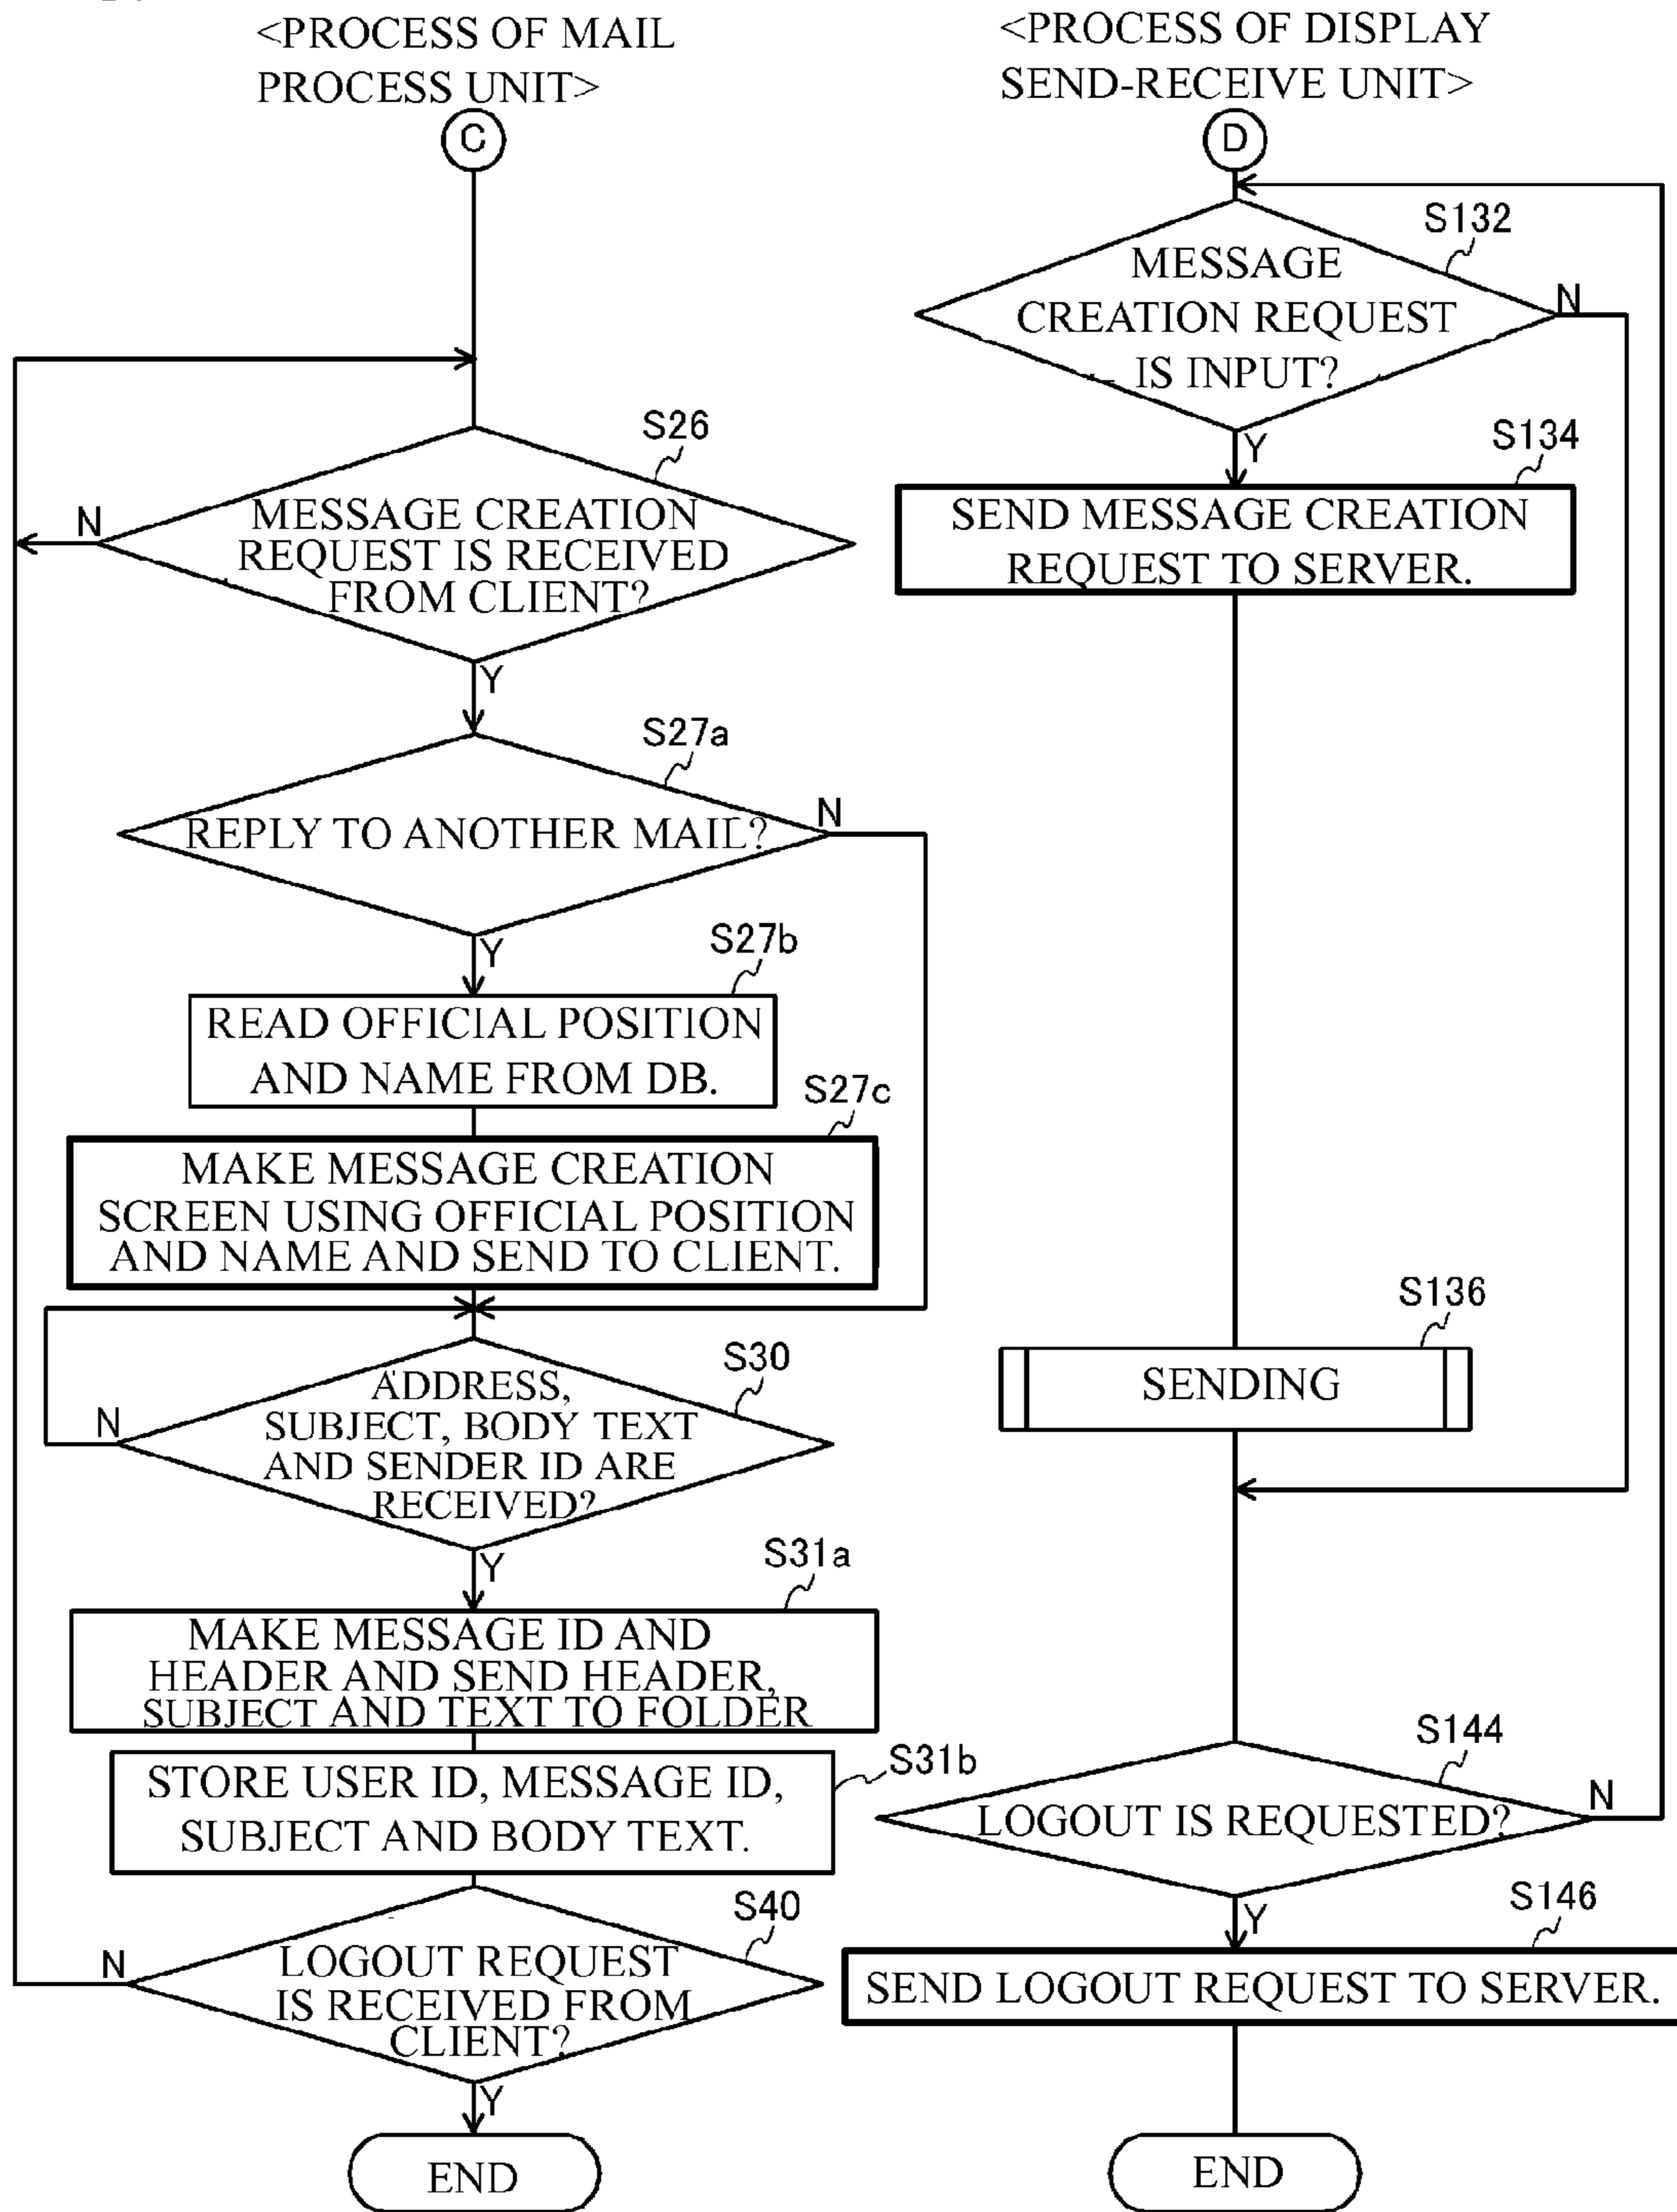 <PROCESS OF MAIL
PROCESS UNIT>
C
S26
N
MESSAGE CREATION
REQUEST IS RECEIVED
FROM CLIENT?
Y
S27a
REPLY TO ANOTHER MAIL?
N
Y
S27b
READ OFFICIAL POSITION
AND NAME FROM DB.
S27c
MAKE MESSAGE CREATION
SCREEN USING OFFICIAL POSITION
AND NAME AND SEND TO CLIENT.
S30
N
ADDRESS,
SUBJECT, BODY TEXT
AND SENDER ID ARE
RECEIVED?
Y
S31a
MAKE MESSAGE ID AND
HEADER AND SEND HEADER,
SUBJECT AND TEXT TO FOLDER
S31b
STORE USER ID, MESSAGE ID,
SUBJECT AND BODY TEXT.
S40
N
LOGOUT REQUEST
IS RECEIVED FROM
CLIENT?
Y
END
<PROCESS OF DISPLAY
SEND-RECEIVE UNIT>
D
S132
MESSAGE
CREATION REQUEST
IS INPUT?
N
Y
S134
SEND MESSAGE CREATION
REQUEST TO SERVER.
S136
SENDING
S144
LOGOUT IS REQUESTED?
N
Y
S146
SEND LOGOUT REQUEST TO SERVER.
END